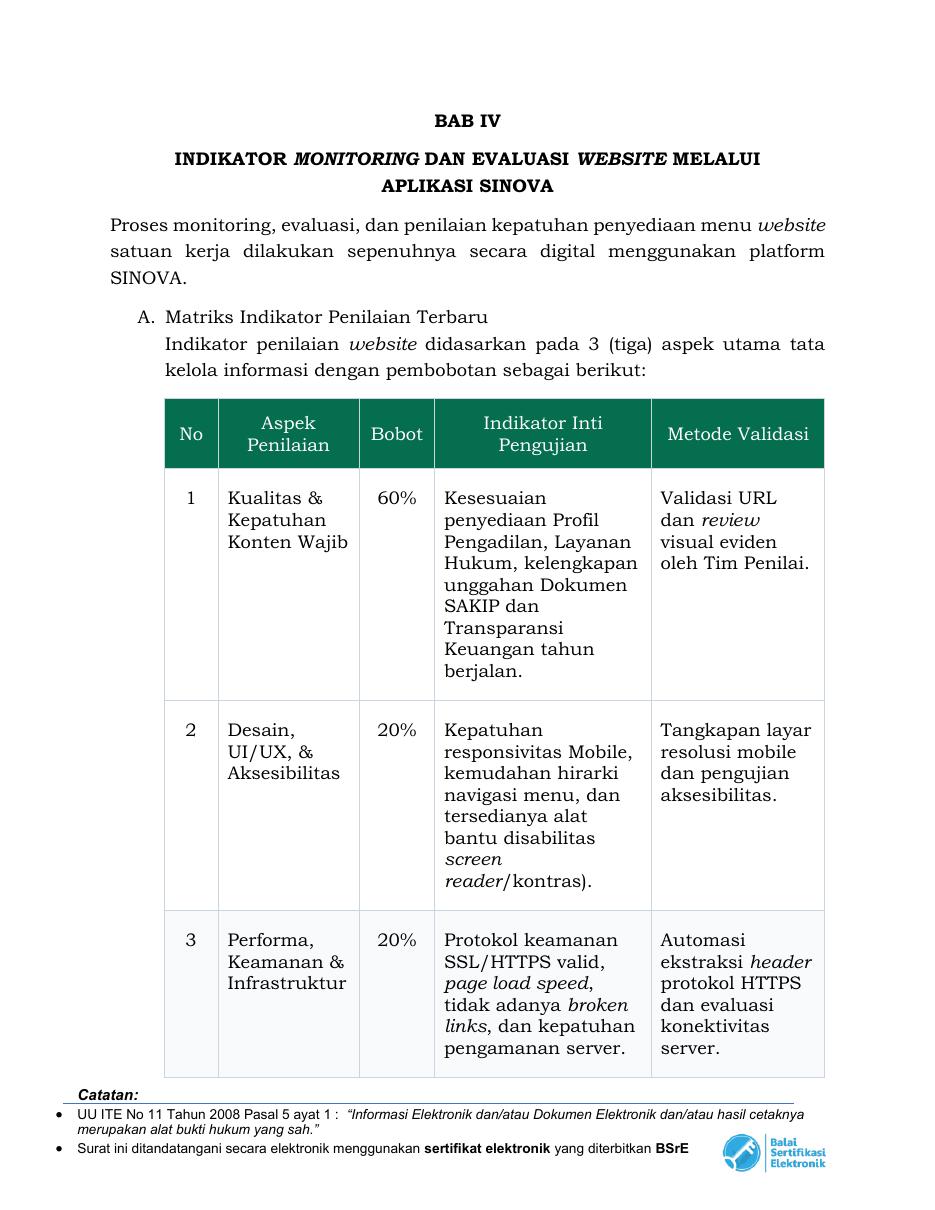 BAB IV
INDIKATOR MONITORING DAN EVALUASI WEBSITE MELALUI
APLIKASI SINOVA
Proses monitoring, evaluasi, dan penilaian kepatuhan penyediaan menu website
satuan kerja dilakukan sepenuhnya secara digital menggunakan platform
SINOVA.
A. Matriks Indikator Penilaian Terbaru
Indikator penilaian website didasarkan pada 3 (tiga) aspek utama tata
kelola informasi dengan pembobotan sebagai berikut:
No
Aspek
Penilaian
Bobot
Indikator Inti
Pengujian
Metode Validasi
1
Kualitas &
Kepatuhan
Konten Wajib
60%
Kesesuaian
penyediaan Profil
Pengadilan, Layanan
Hukum, kelengkapan
unggahan Dokumen
SAKIP dan
Transparansi
Keuangan tahun
berjalan.
Validasi URL
dan review
visual eviden
oleh Tim Penilai.
2
Desain,
UI/UX, &
Aksesibilitas
20%
Kepatuhan
responsivitas Mobile,
kemudahan hirarki
navigasi menu, dan
tersedianya alat
bantu disabilitas
screen
reader/kontras).
Tangkapan layar
resolusi mobile
dan pengujian
aksesibilitas.
3
Performa,
Keamanan &
Infrastruktur
20%
Protokol keamanan
SSL/HTTPS valid,
page load speed,
tidak adanya broken
links, dan kepatuhan
pengamanan server.
Automasi
ekstraksi header
protokol HTTPS
dan evaluasi
konektivitas
server.
Catatan:
• UU ITE No 11 Tahun 2008 Pasal 5 ayat 1 : “Informasi Elektronik dan/atau Dokumen Elektronik dan/atau hasil cetaknya
merupakan alat bukti hukum yang sah.”
• Surat ini ditandatangani secara elektronik menggunakan sertifikat elektronik yang diterbitkan BSrE
Balai
Sertifikasi
Elektronik